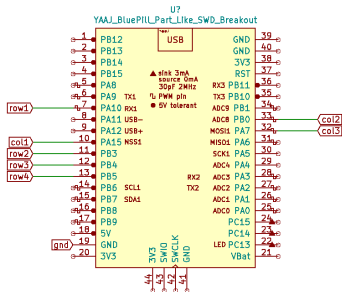 U?
YAAJ_BluePill_Part_Like_SWD_Breakout
USB
1 PB12 GND 39
2 PB13 GND 40
3 PB14 3V3 38
4 PB15 RST 37
5 PA8 RX3 PB11 36
6 PA9 TX1 TX3 PB10 35
row1 7 PA10 RX1 ADC9 PB1 34
8 PA11 USB- ADC8 PB0 33 col2
9 PA12 USB+ MOSI1 PA7 32 col3
col1 10 PA15 NSS1 MISO1 PA6 31
row2 11 PB3 SCK1 PA5 30
row3 12 PB4 ADC4 PA4 29
row4 13 PB5 RX2 ADC3 PA3 28
14 PB6 SCL1 TX2 ADC2 PA2 27
15 PB7 SDA1 ADC1 PA1 26
16 PB8 ADC0 PA0 25
17 PB9 PC15 24
18 5V PC14 23
gnd 19 GND LED PC13 22
20 3V3 VBat 21
sink 3mA
source 0mA
30pF 2MHz
PWM pin
5V tolerant
3V3 SWIO SWCLK GND
44 43 42 41